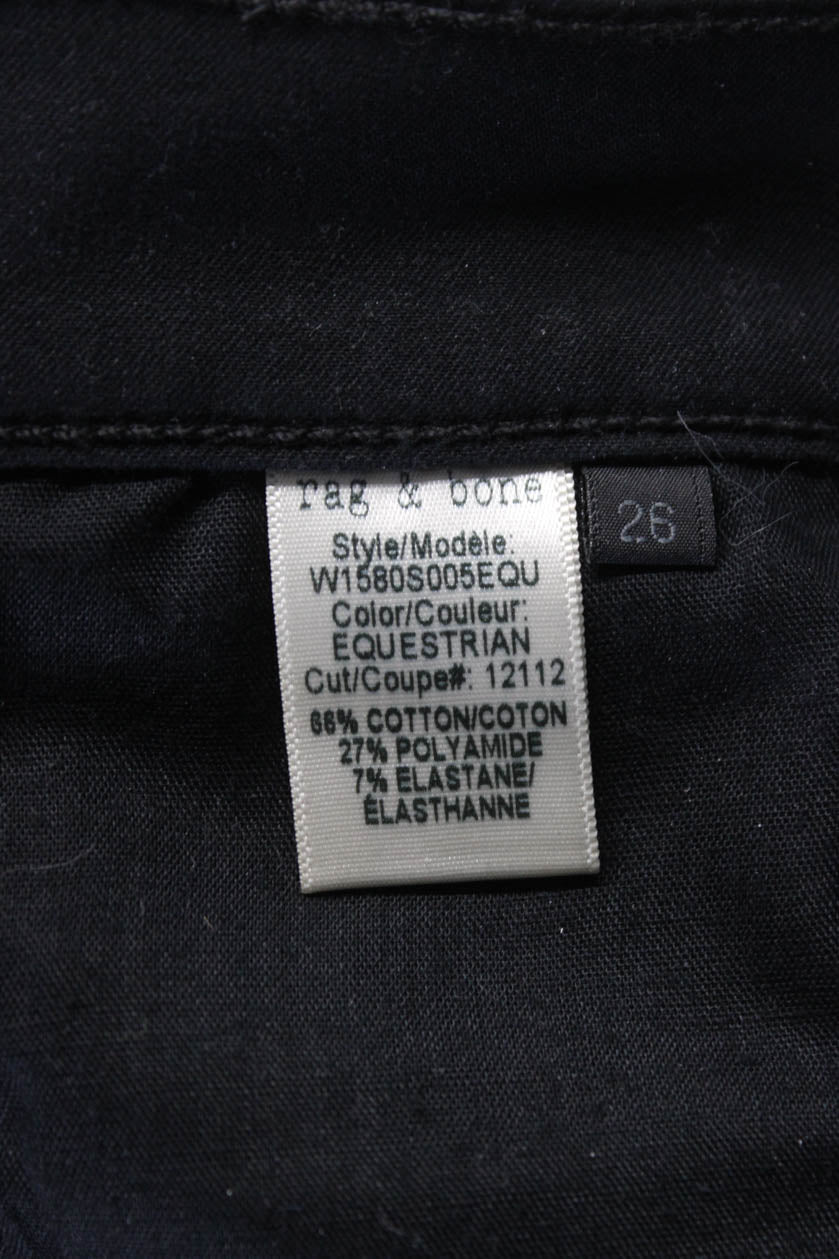 rag & bone
26
Style/Modèle:
W1580S005EQU
Color/Couleur:
EQUESTRIAN
Cut/Coupe#: 12112
66% COTTON/COTON
27% POLYAMIDE
7% ELASTANE/
ÉLASTHANNE